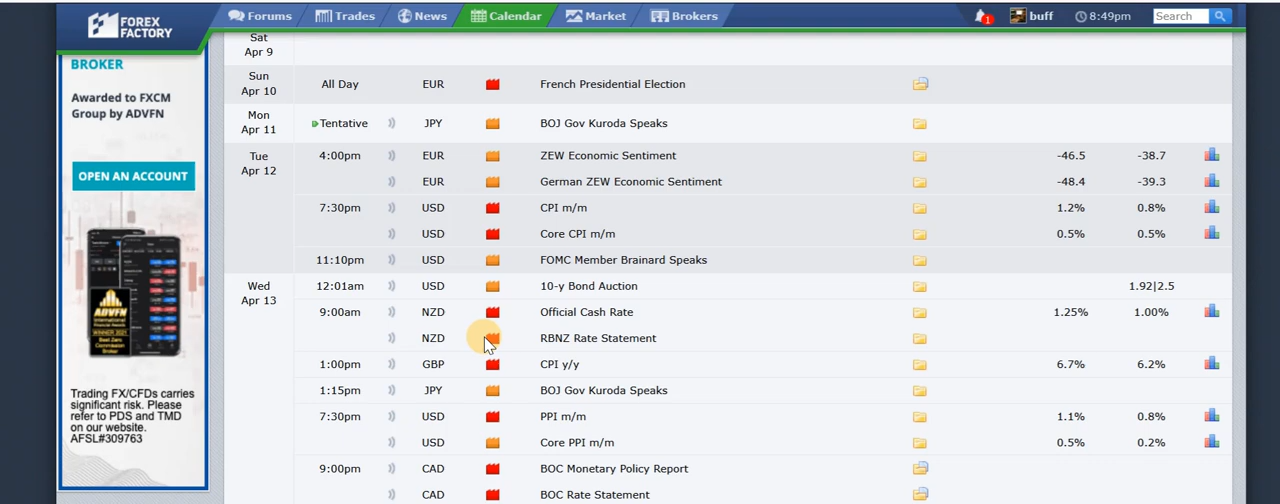 FOREX FACTORY
Forums
Trades
News
Calendar
Market
Brokers
1
buff
8:49pm
Search
BROKER
Awarded to FXCM
Group by ADVFN
OPEN AN ACCOUNT
ADVFN
WINNER 2021
Best Zero
Commission
Broker
Trading FX/CFDs carries
significant risk. Please
refer to PDS and TMD
on our website.
AFSL#309763
Sat
Apr 9
Sun
Apr 10
All Day EUR French Presidential Election
Mon
Apr 11
Tentative JPY BOJ Gov Kuroda Speaks
Tue
Apr 12
4:00pm EUR ZEW Economic Sentiment -46.5 -38.7
EUR German ZEW Economic Sentiment -48.4 -39.3
7:30pm USD CPI m/m 1.2% 0.8%
USD Core CPI m/m 0.5% 0.5%
11:10pm USD FOMC Member Brainard Speaks
Wed
Apr 13
12:01am USD 10-y Bond Auction 1.92|2.5
9:00am NZD Official Cash Rate 1.25% 1.00%
NZD RBNZ Rate Statement
1:00pm GBP CPI y/y 6.7% 6.2%
1:15pm JPY BOJ Gov Kuroda Speaks
7:30pm USD PPI m/m 1.1% 0.8%
USD Core PPI m/m 0.5% 0.2%
9:00pm CAD BOC Monetary Policy Report
CAD BOC Rate Statement